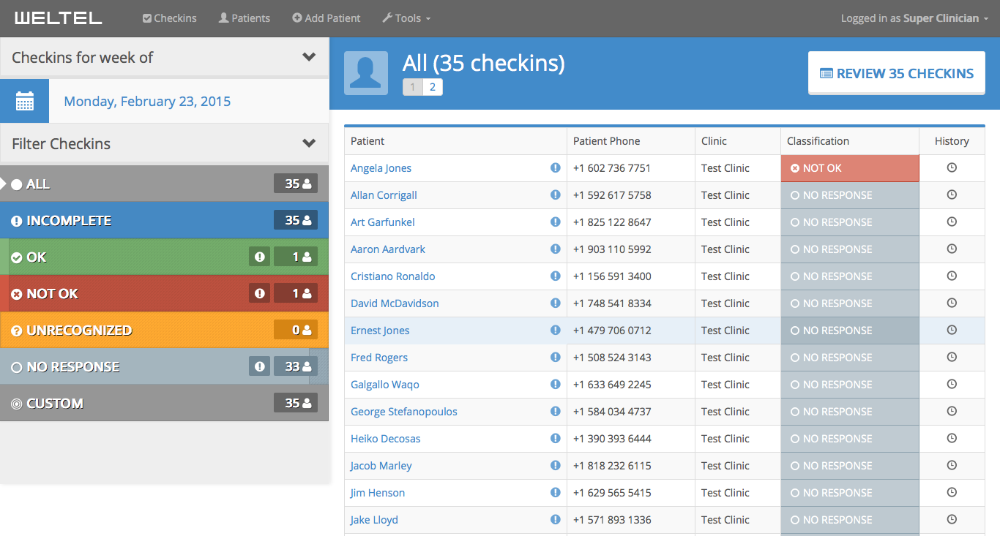 WELTEL Checkins Patients Add Patient Tools Logged in as Super Clinician
Checkins for week of
Monday, February 23, 2015
Filter Checkins
ALL 35
INCOMPLETE 35
OK 1
NOT OK 1
UNRECOGNIZED 0
NO RESPONSE 33
CUSTOM 35
All (35 checkins)
1 2
REVIEW 35 CHECKINS
Patient Patient Phone Clinic Classification History
Angela Jones +1 602 736 7751 Test Clinic NOT OK
Allan Corrigall +1 592 617 5758 Test Clinic NO RESPONSE
Art Garfunkel +1 825 122 8647 Test Clinic NO RESPONSE
Aaron Aardvark +1 903 110 5992 Test Clinic NO RESPONSE
Cristiano Ronaldo +1 156 591 3400 Test Clinic NO RESPONSE
David McDavidson +1 748 541 8334 Test Clinic NO RESPONSE
Ernest Jones +1 479 706 0712 Test Clinic NO RESPONSE
Fred Rogers +1 508 524 3143 Test Clinic NO RESPONSE
Galgallo Waqo +1 633 649 2245 Test Clinic NO RESPONSE
George Stefanopoulos +1 584 034 4737 Test Clinic NO RESPONSE
Heiko Decosas +1 390 393 6444 Test Clinic NO RESPONSE
Jacob Marley +1 818 232 6115 Test Clinic NO RESPONSE
Jim Henson +1 629 565 5415 Test Clinic NO RESPONSE
Jake Lloyd +1 571 893 1336 Test Clinic NO RESPONSE